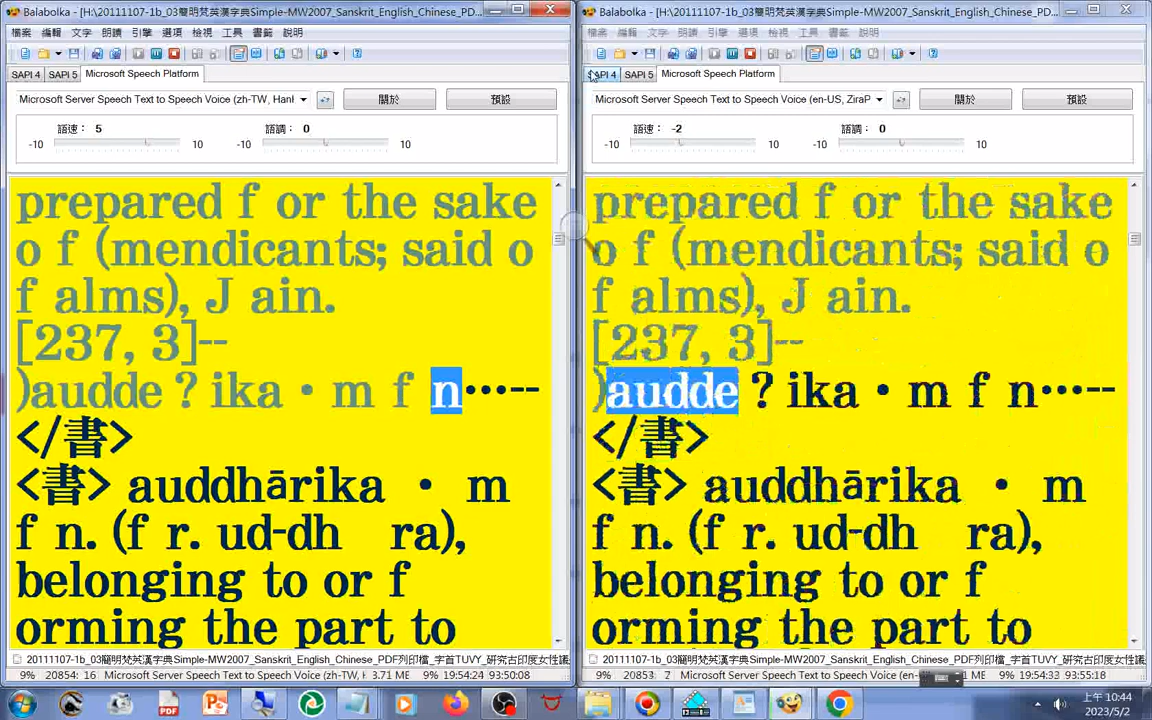 Balabolka - [H:\20111107-1b_03簡明梵英漢字典Simple-MW2007_Sanskrit_English_Chinese_PD...
檔案 編輯 文字 朗讀 引擎 選項 檢視 工具 書籤 說明
SAPI 4 SAPI 5 Microsoft Speech Platform
Microsoft Server Speech Text to Speech Voice (zh-TW, Hanl 關於 預設
語速: 5 語調: 0
-10 10 -10 10
prepared f or the sake
o f (mendicants; said o
f alms), J ain.
[237, 3]--
)audde ? ika • m f n…--
</書>
<書> auddhārika • m
f n. (f r. ud-dh ra),
belonging to or f
orming the part to
20111107-1b_03簡明梵英漢字典Simple-MW2007_Sanskrit_English_Chinese_PDF列印檔_字首TUVY_研究古印度女性議
9% 20854: 16 Microsoft Server Speech Text to Speech Voice (zh-TW, H 3.71 MB 9% 19:54:24 93:50:08
Balabolka - [H:\20111107-1b_03簡明梵英漢字典Simple-MW2007_Sanskrit_English_Chinese_PD...
檔案 編輯 文字 朗讀 引擎 選項 檢視 工具 書籤 說明
SAPI 4 SAPI 5 Microsoft Speech Platform
Microsoft Server Speech Text to Speech Voice (en-US, ZiraP 關於 預設
語速: -2 語調: 0
-10 10 -10 10
prepared f or the sake
o f (mendicants; said o
f alms), J ain.
[237, 3]--
)audde ? ika • m f n…--
</書>
<書> auddhārika • m
f n. (f r. ud-dh ra),
belonging to or f
orming the part to
20111107-1b_03簡明梵英漢字典Simple-MW2007_Sanskrit_English_Chinese_PDF列印檔_字首TUVY_研究古印度女性議
9% 20853: 7 Microsoft Server Speech Text to Speech Voice (en-U 9% 19:54:33 93:55:18
上午 10:44
2023/5/2